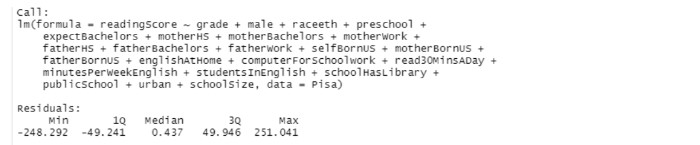 Call:
lm(formula = readingScore ~ grade + male + raceeth + preschool +
expectBachelors + motherHS + motherBachelors + motherWork +
fatherHS + fatherBachelors + fatherWork + selfBornUS + motherBornUS +
fatherBornUS + englishAtHome + computerForSchoolwork + read30MinsADay +
minutesPerWeekEnglish + studentsInEnglish + schoolHasLibrary +
publicSchool + urban + schoolSize, data = Pisa)
Residuals:
Min 1Q Median 3Q Max
-248.292 -49.241 0.437 49.946 251.041